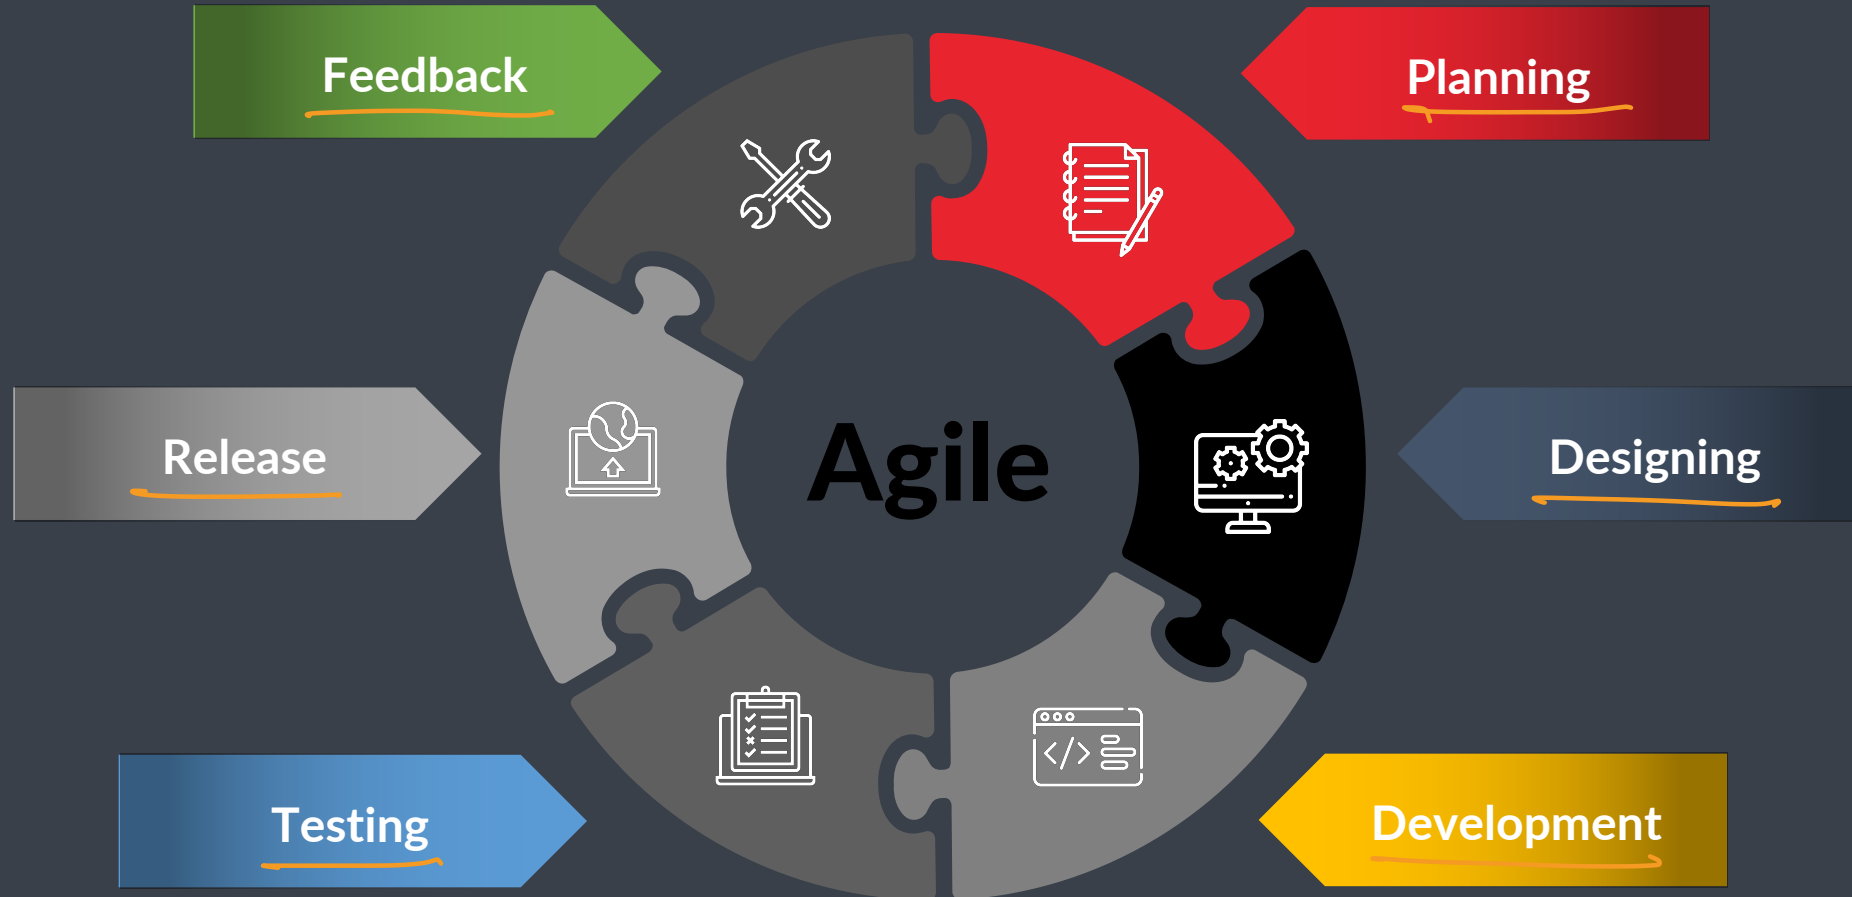 Feedback
Planning
Agile
Release
Designing
Testing
Development
</>